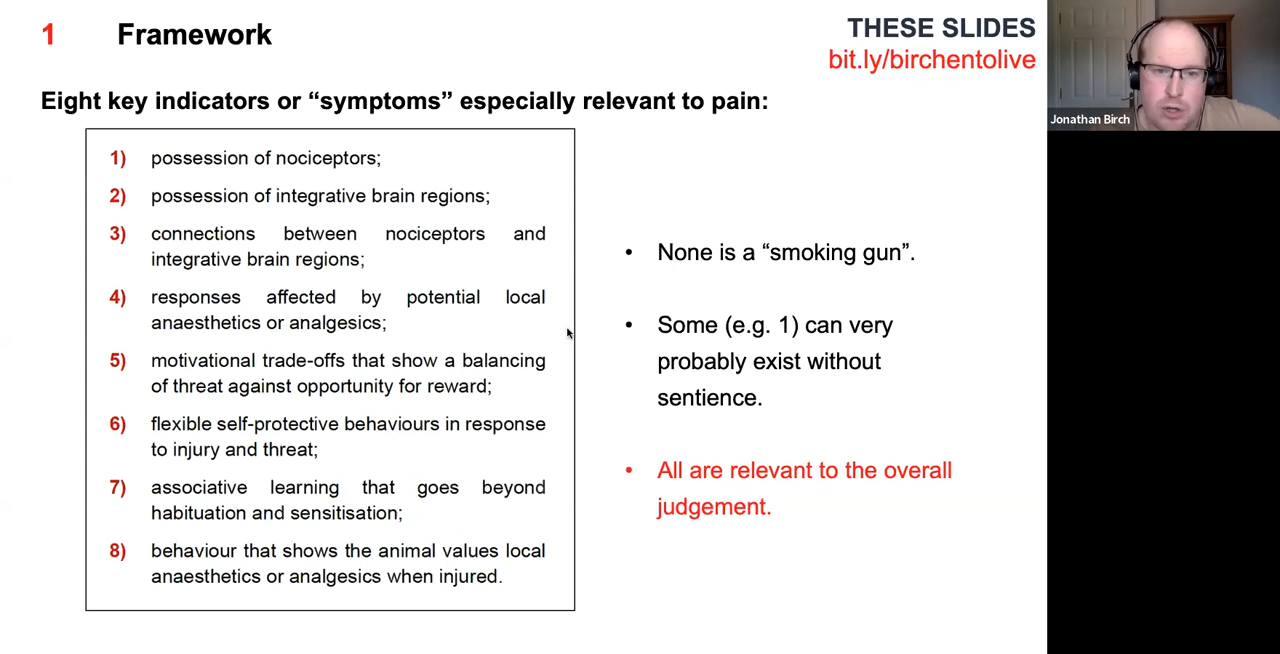 1 Framework
THESE SLIDES
bit.ly/birchentolive
Jonathan Birch
Eight key indicators or “symptoms” especially relevant to pain:
1) possession of nociceptors;
2) possession of integrative brain regions;
3) connections between nociceptors and
integrative brain regions;
4) responses affected by potential local
anaesthetics or analgesics;
5) motivational trade-offs that show a balancing
of threat against opportunity for reward;
6) flexible self-protective behaviours in response
to injury and threat;
7) associative learning that goes beyond
habituation and sensitisation;
8) behaviour that shows the animal values local
anaesthetics or analgesics when injured.
• None is a “smoking gun”.
• Some (e.g. 1) can very
probably exist without
sentience.
• All are relevant to the overall
judgement.